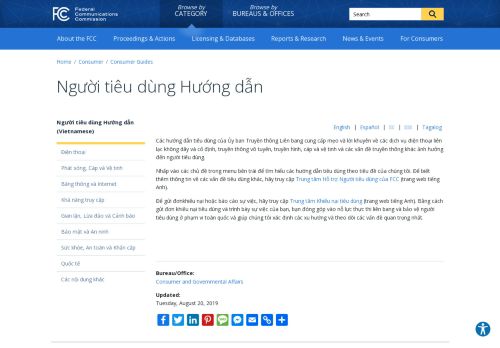 FCC Federal Communications Commission
Browse by CATEGORY
Browse by BUREAUS & OFFICES
Search
About the FCC
Proceedings & Actions
Licensing & Databases
Reports & Research
News & Events
For Consumers
Home / Consumer / Consumer Guides
Người tiêu dùng Hướng dẫn
Người tiêu dùng Hướng dẫn (Vietnamese)
Điện thoại
Phát sóng, Cáp và Vệ tinh
Băng thông và Internet
Khả năng truy cập
Gian lận, Lừa đảo và Cảnh báo
Bảo mật và An ninh
Sức khỏe, An toàn và Khẩn cấp
Quốc tế
Các nội dung khác
English | Español | | | Tagalog
Các hướng dẫn tiêu dùng của Ủy ban Truyền thông Liên bang cung cấp mẹo và lời khuyên về các dịch vụ điện thoại liên
lạc không dây và cố định, truyền thông vô tuyến, truyền hình, cáp và vệ tinh và các vấn đề truyền thông khác ảnh hưởng
đến người tiêu dùng.
Nhấp vào các chủ đề trong menu bên trái để tìm hiểu các hướng dẫn tiêu dùng theo tiêu đề của chúng tôi. Để biết
thêm thông tin về các vấn đề tiêu dùng khác, hãy truy cập Trung tâm hỗ trợ Người tiêu dùng của FCC (trang web tiếng
Anh).
Để gửi đơn khiếu nại hoặc báo cáo sự việc, hãy truy cập Trung tâm Khiếu nại tiêu dùng (trang web tiếng Anh). Bằng cách
gửi đơn khiếu nại tiêu dùng và trình bày sự việc của bạn, bạn đóng góp vào nỗ lực thực thi liên bang và bảo vệ người
tiêu dùng ở phạm vi toàn quốc và giúp chúng tôi xác định các xu hướng và theo dõi các vấn đề quan trọng nhất.
Bureau/Office:
Consumer and Governmental Affairs
Updated:
Tuesday, August 20, 2019